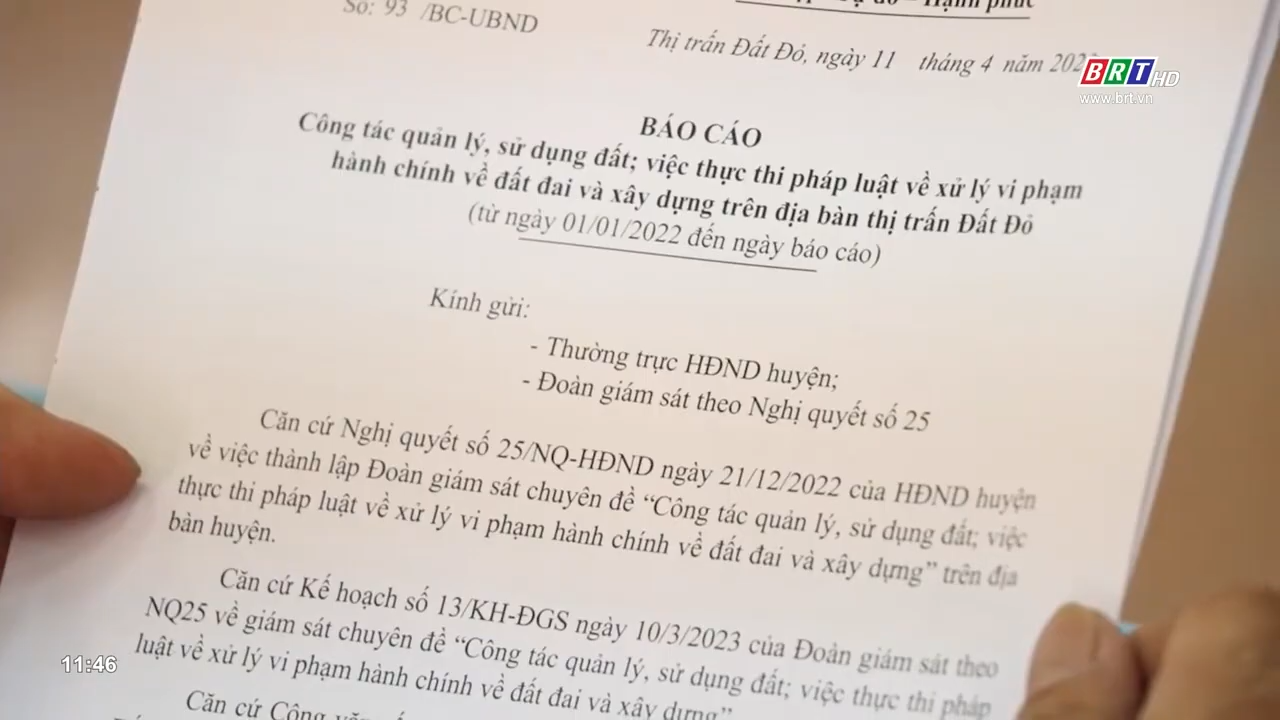 Hạnh phúc
Số: 93 /BC-UBND
Thị trấn Đất Đỏ, ngày 11 tháng 4 năm
BRT HD
www.brt.vn
BÁO CÁO
Công tác quản lý, sử dụng đất; việc thực thi pháp luật về xử lý vi phạm
hành chính về đất đai và xây dựng trên địa bàn thị trấn Đất Đỏ
(từ ngày 01/01/2022 đến ngày báo cáo)
Kính gửi:
- Thường trực HĐND huyện;
- Đoàn giám sát theo Nghị quyết số 25
Căn cứ Nghị quyết số 25/NQ-HĐND ngày 21/12/2022 của HĐND huyện
về việc thành lập Đoàn giám sát chuyên đề “Công tác quản lý, sử dụng đất; việc
thực thi pháp luật về xử lý vi phạm hành chính về đất đai và xây dựng” trên địa
bàn huyện.
Căn cứ Kế hoạch số 13/KH-ĐGS ngày 10/3/2023 của Đoàn giám sát theo
NQ25 về giám sát chuyên đề “Công tác quản lý, sử dụng đất; việc thực thi pháp
luật về xử lý vi phạm hành chính về đất đai và xây dựng”
Căn cứ Công văn số
11:46